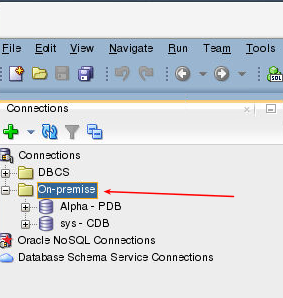 File Edit View Navigate Run Team Tools
SQL
Connections
Connections
DBCS
On-premise
Alpha - PDB
sys - CDB
Oracle NoSQL Connections
Database Schema Service Connections